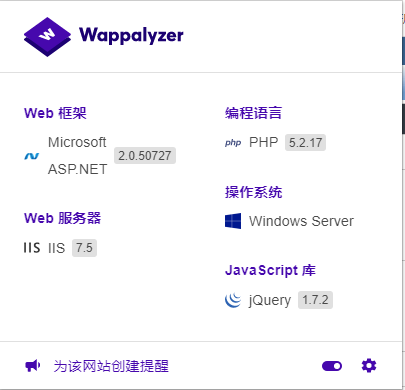 Wappalyzer
Web 框架
Microsoft
ASP.NET
2.0.50727
Web 服务器
IIS IIS 7.5
编程语言
php PHP 5.2.17
操作系统
Windows Server
JavaScript 库
jQuery 1.7.2
为该网站创建提醒